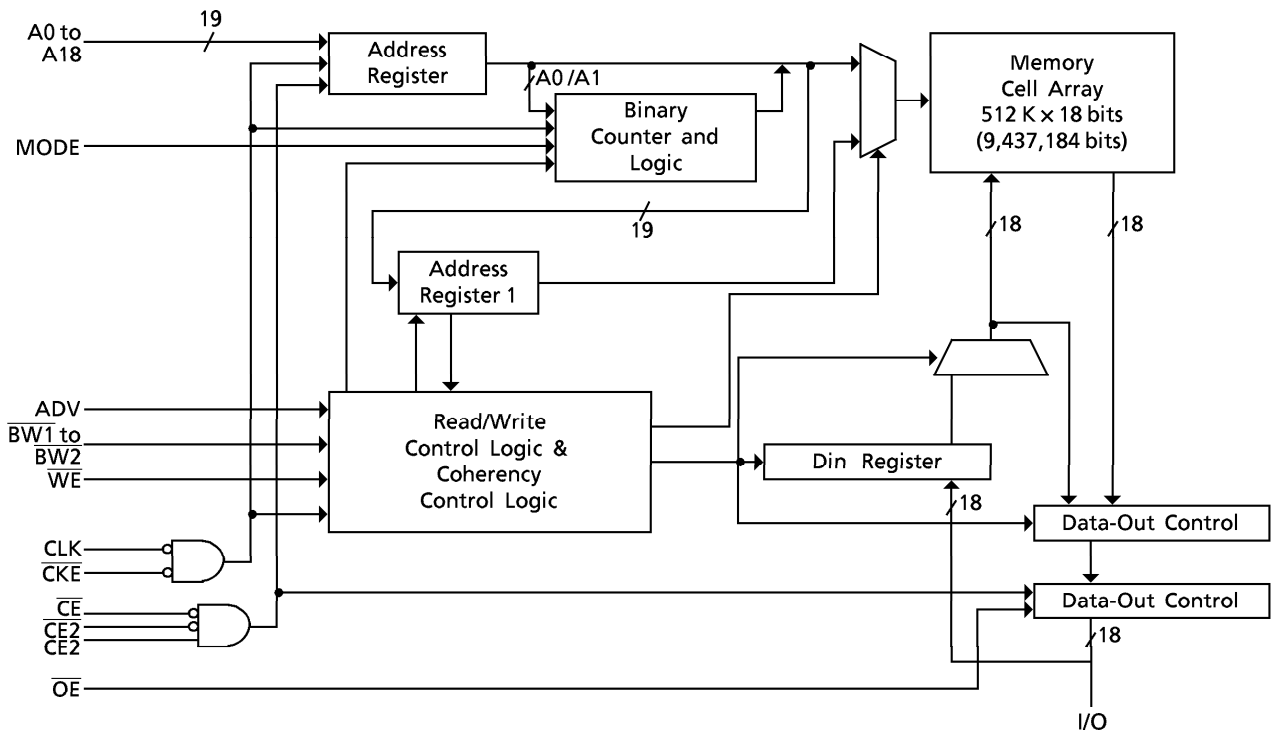 19
A0 to
A18
Address
Register
A0 /A1
Binary
Counter and
Logic
Memory
Cell Array
512 K × 18 bits
(9,437,184 bits)
MODE
19
18
18
Address
Register 1
ADV
BW1 to
BW2
WE
Read/Write
Control Logic &
Coherency
Control Logic
Din Register
18
Data-Out Control
CLK
CKE
CE
CE2
CE2
Data-Out Control
18
OE
I/O